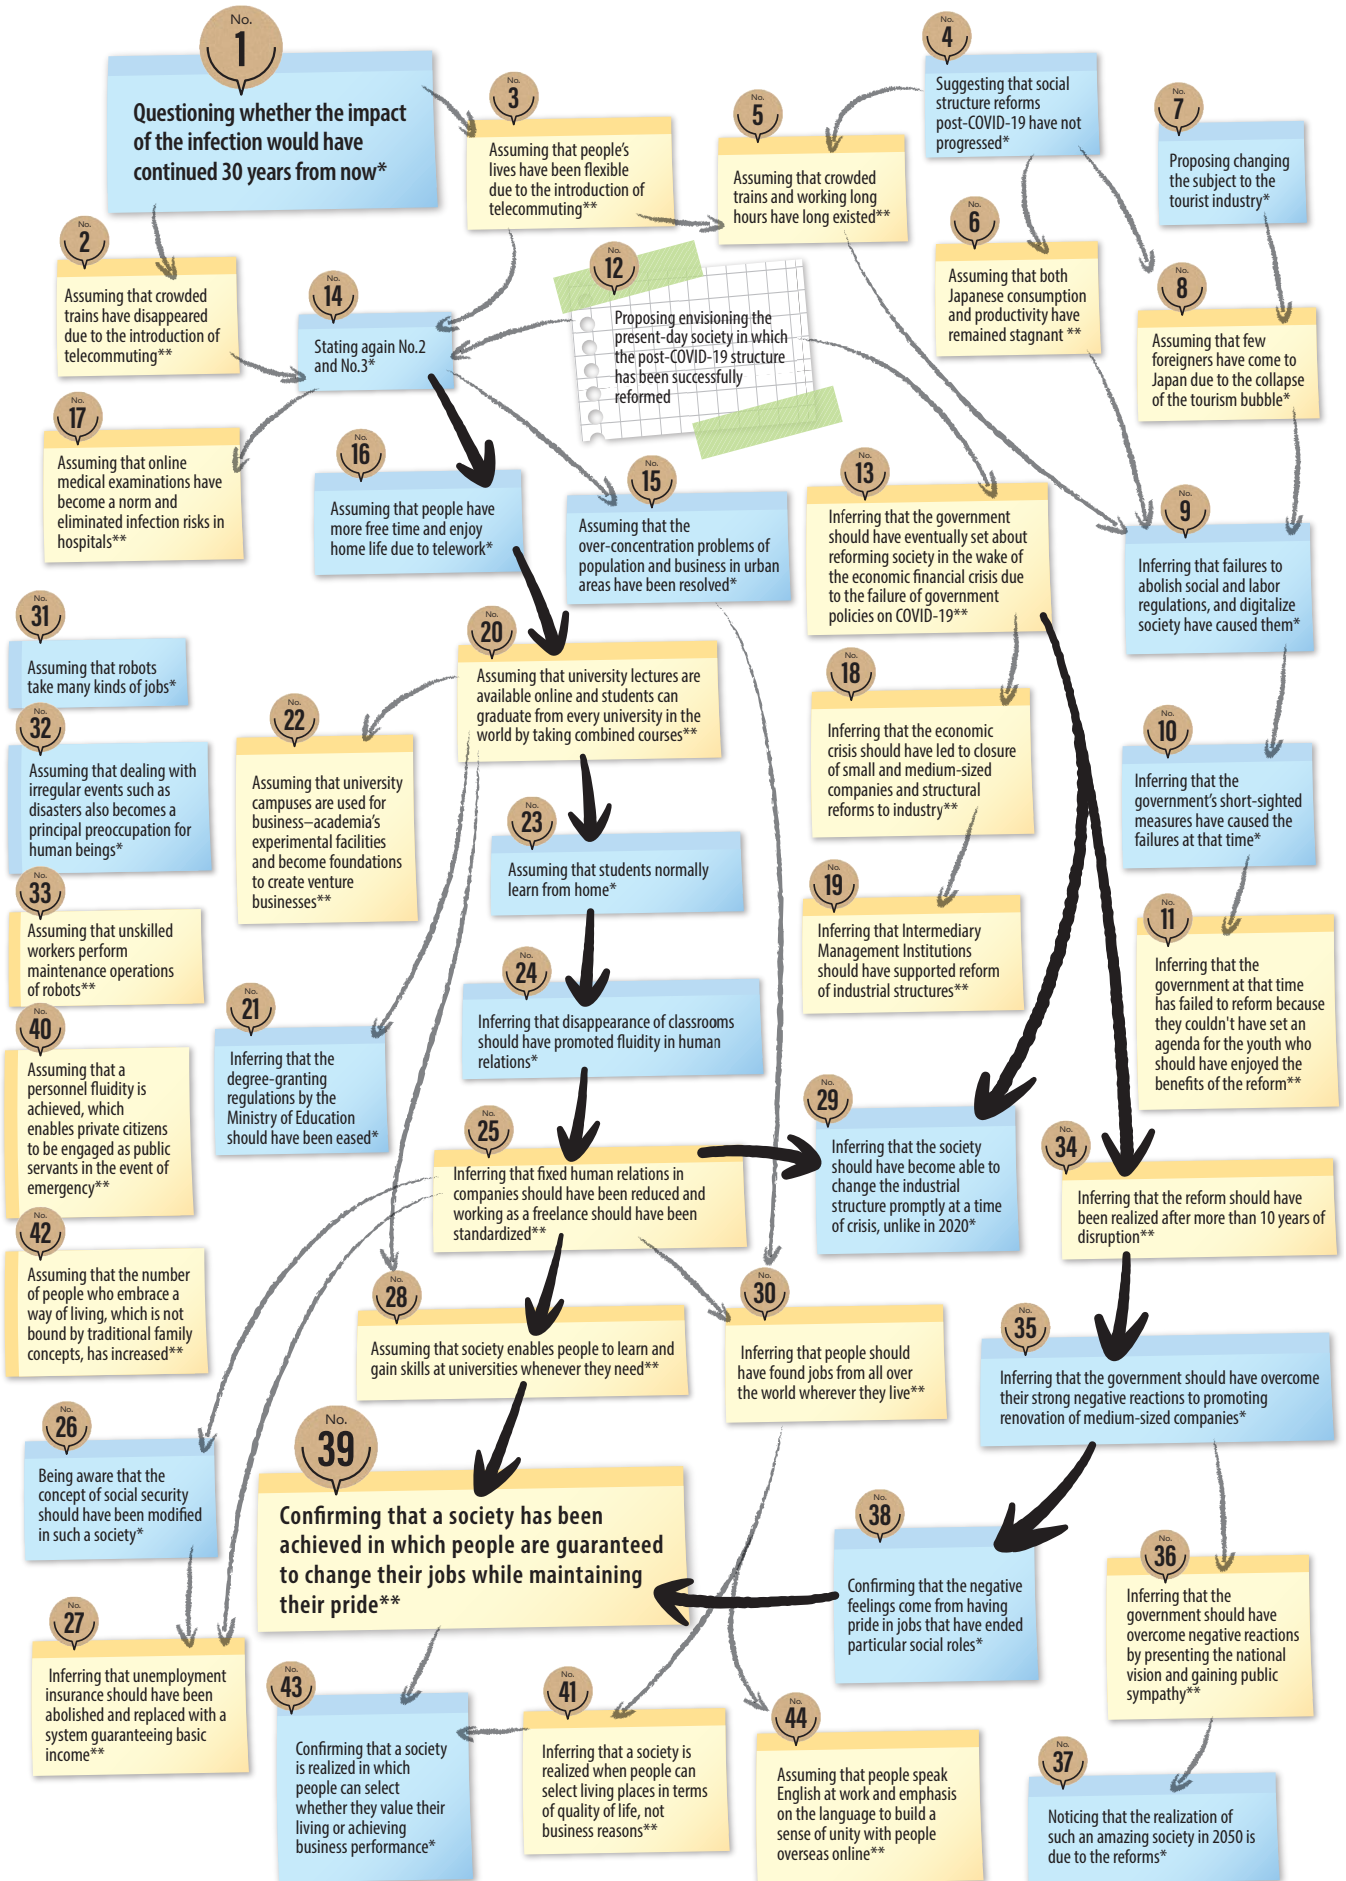 No.
1
Questioning whether the impact
of the infection would have
continued 30 years from now*
No.
2
Assuming that crowded
trains have disappeared
due to the introduction of
telecommuting**
No.
3
Assuming that people's
lives have been flexible
due to the introduction of
telecommuting**
No.
4
Suggesting that social
structure reforms
post-COVID-19 have not
progressed*
No.
5
Assuming that crowded
trains and working long
hours have long existed**
No.
6
Assuming that both
Japanese consumption
and productivity have
remained stagnant **
No.
7
Proposing changing
the subject to the
tourist industry*
No.
8
Assuming that few
foreigners have come to
Japan due to the collapse
of the tourism bubble*
No.
9
Inferring that failures to
abolish social and labor
regulations, and digitalize
society have caused them*
No.
10
Inferring that the
government's short-sighted
measures have caused the
failures at that time*
No.
11
Inferring that the
government at that time
has failed to reform because
they couldn't have set an
agenda for the youth who
should have enjoyed the
benefits of the reform**
No.
12
Proposing envisioning the
present-day society in which
the post-COVID-19 structure
has been successfully
reformed
No.
13
Inferring that the government
should have eventually set about
reforming society in the wake of
the economic financial crisis due
to the failure of government
policies on COVID-19**
No.
14
Stating again No.2
and No.3*
No.
15
Assuming that the
over-concentration problems of
population and business in urban
areas have been resolved*
No.
16
Assuming that people have
more free time and enjoy
home life due to telework*
No.
17
Assuming that online
medical examinations have
become a norm and
eliminated infection risks in
hospitals**
No.
18
Inferring that the economic
crisis should have led to closure
of small and medium-sized
companies and structural
reforms to industry**
No.
19
Inferring that Intermediary
Management Institutions
should have supported reform
of industrial structures**
No.
20
Assuming that university lectures are
available online and students can
graduate from every university in the
world by taking combined courses**
No.
21
Inferring that the
degree-granting
regulations by the
Ministry of Education
should have been eased*
No.
22
Assuming that university
campuses are used for
business–academia's
experimental facilities
and become foundations
to create venture
businesses**
No.
23
Assuming that students normally
learn from home*
No.
24
Inferring that disappearance of classrooms
should have promoted fluidity in human
relations*
No.
25
Inferring that fixed human relations in
companies should have been reduced and
working as a freelance should have been
standardized**
No.
26
Being aware that the
concept of social security
should have been modified
in such a society*
No.
27
Inferring that unemployment
insurance should have been
abolished and replaced with a
system guaranteeing basic
income**
No.
28
Assuming that society enables people to learn and
gain skills at universities whenever they need**
No.
29
Inferring that the society
should have become able to
change the industrial
structure promptly at a time
of crisis, unlike in 2020*
No.
30
Inferring that people should
have found jobs from all over
the world wherever they live**
No.
31
Assuming that robots
take many kinds of jobs*
No.
32
Assuming that dealing with
irregular events such as
disasters also becomes a
principal preoccupation for
human beings*
No.
33
Assuming that unskilled
workers perform
maintenance operations
of robots**
No.
34
Inferring that the reform should have
been realized after more than 10 years of
disruption**
No.
35
Inferring that the government should have overcome
their strong negative reactions to promoting
renovation of medium-sized companies*
No.
36
Inferring that the
government should have
overcome negative reactions
by presenting the national
vision and gaining public
sympathy**
No.
37
Noticing that the realization of
such an amazing society in 2050 is
due to the reforms*
No.
38
Confirming that the negative
feelings come from having
pride in jobs that have ended
particular social roles*
No.
39
Confirming that a society has been
achieved in which people are guaranteed
to change their jobs while maintaining
their pride**
No.
40
Assuming that a
personnel fluidity is
achieved, which
enables private citizens
to be engaged as public
servants in the event of
emergency**
No.
41
Inferring that a society is
realized when people can
select living places in terms
of quality of life, not
business reasons**
No.
42
Assuming that the number
of people who embrace a
way of living, which is not
bound by traditional family
concepts, has increased**
No.
43
Confirming that a society
is realized in which
people can select
whether they value their
living or achieving
business performance*
No.
44
Assuming that people speak
English at work and emphasis
on the language to build a
sense of unity with people
overseas online**